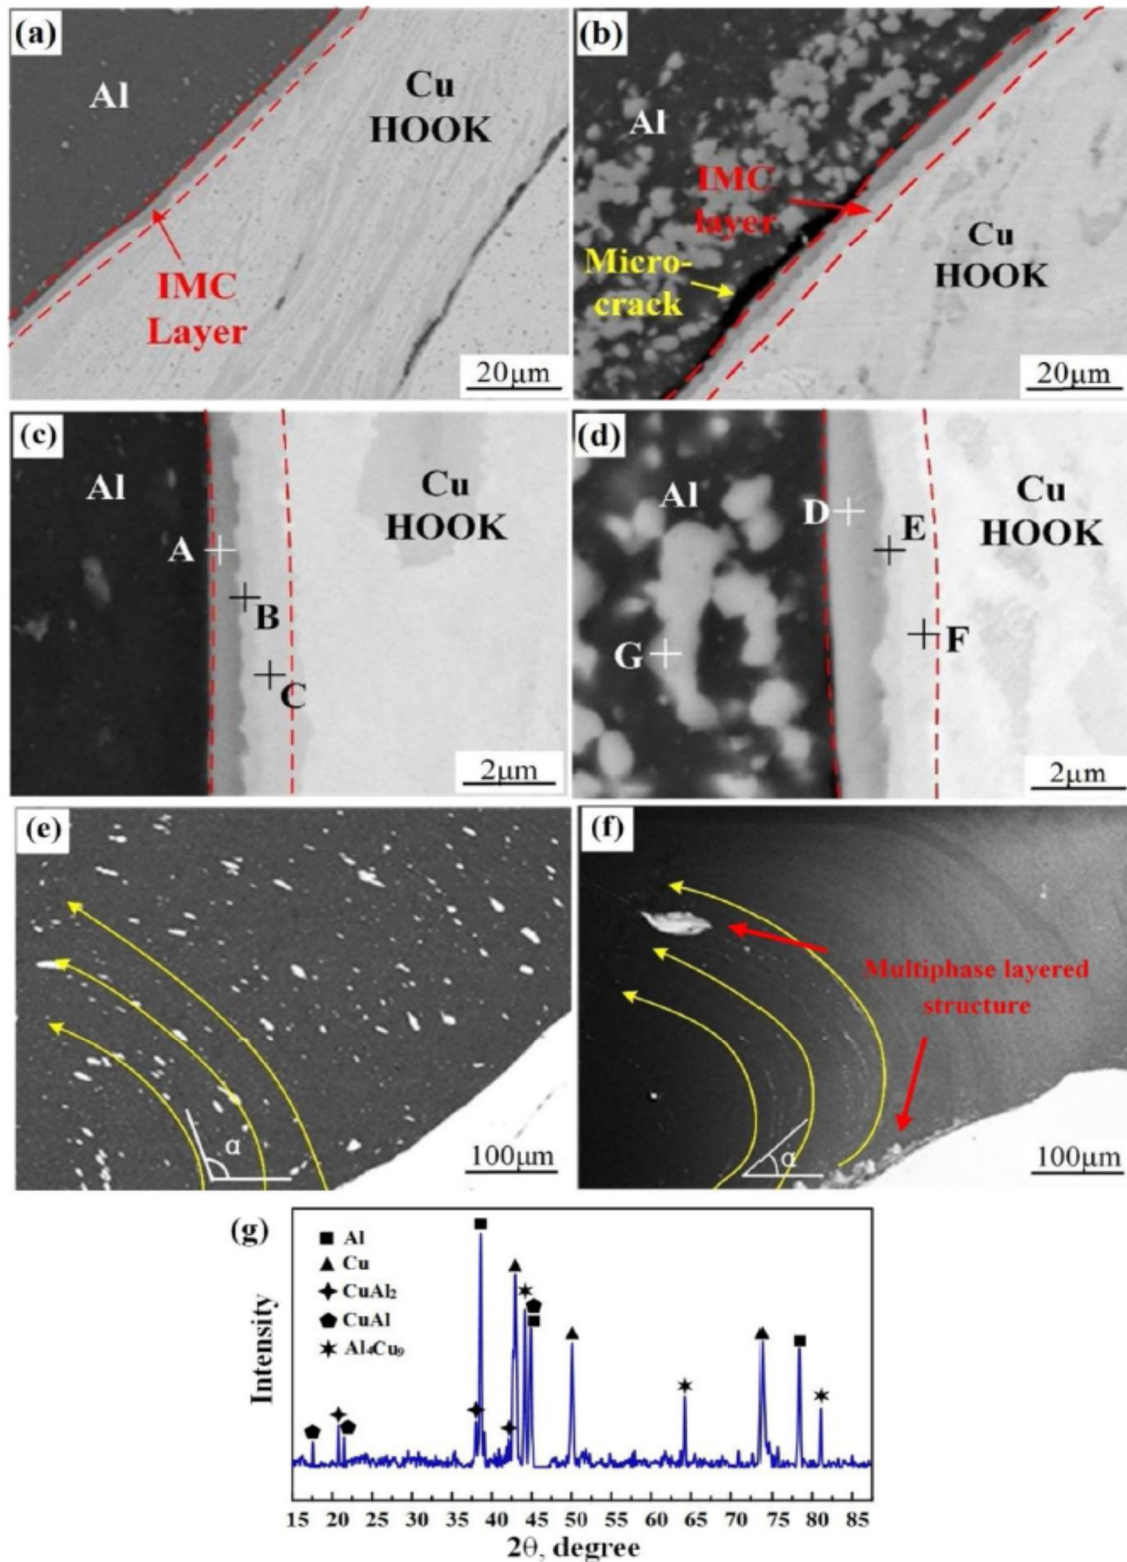 (a)
Al
Cu
HOOK
IMC
Layer
20μm
(b)
Al
IMC
layer
Micro-
crack
Cu
HOOK
20μm
(c)
Al
Cu
HOOK
A
B
C
2μm
(d)
Al
Cu
HOOK
D
E
F
G
2μm
(e)
α
100μm
(f)
Multiphase layered
structure
α
100μm
(g)
Al
Cu
CuAl₂
CuAl
Al₄Cu₉
Intensity
15 20 25 30 35 40 45 50 55 60 65 70 75 80 85
2θ, degree